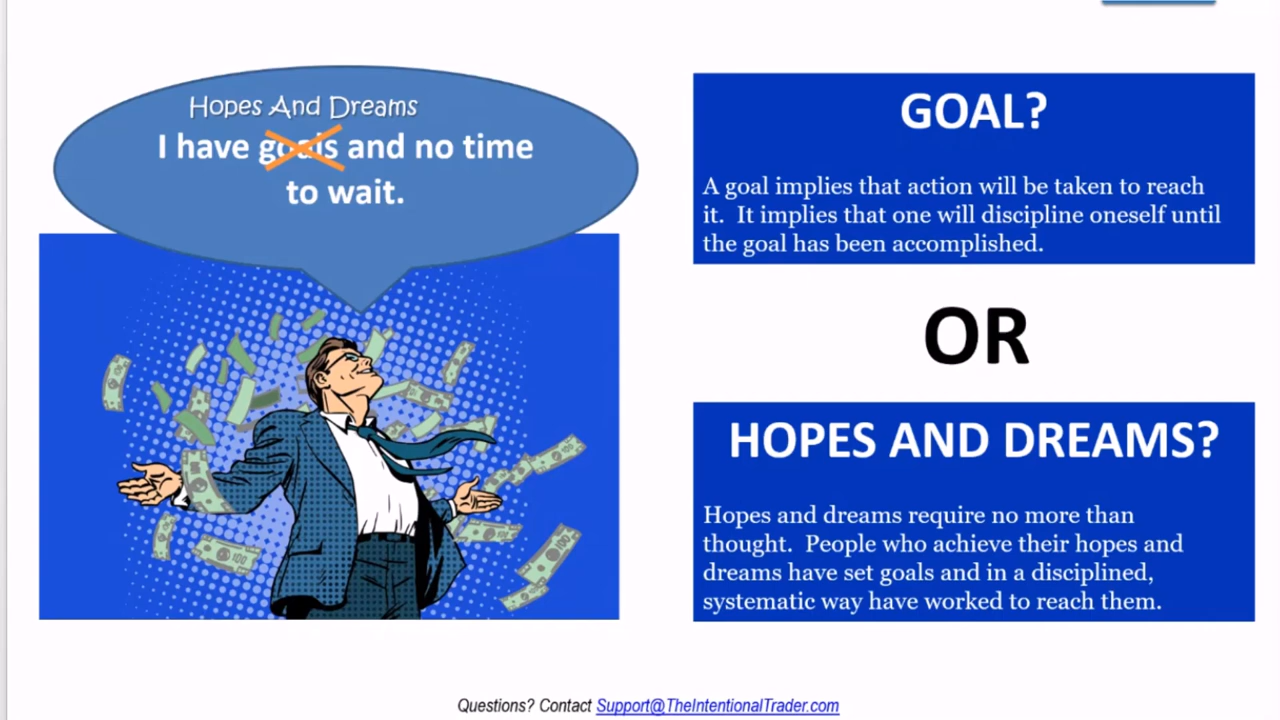 Hopes And Dreams
I have goals and no time
to wait.
GOAL?
A goal implies that action will be taken to reach
it.  It implies that one will discipline oneself until
the goal has been accomplished.
OR
HOPES AND DREAMS?
Hopes and dreams require no more than
thought.  People who achieve their hopes and
dreams have set goals and in a disciplined,
systematic way have worked to reach them.
100
100
Questions? Contact Support@TheIntentionalTrader.com